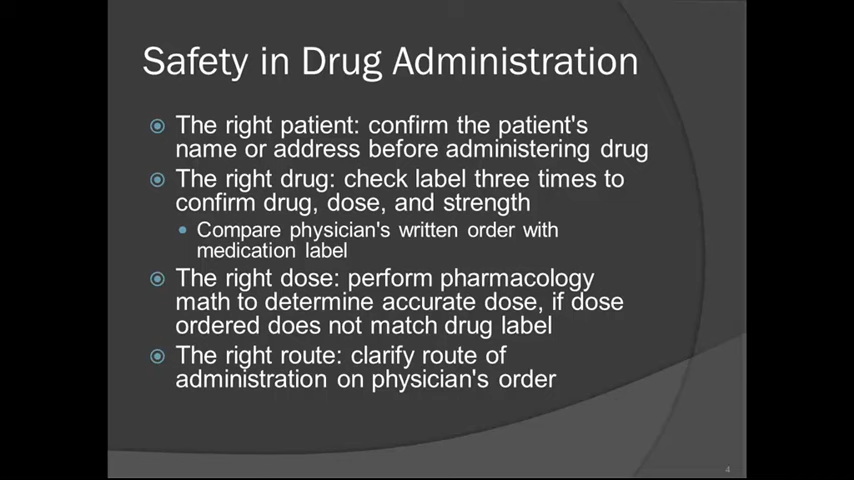 Safety in Drug Administration
The right patient: confirm the patient's
name or address before administering drug
The right drug: check label three times to
confirm drug, dose, and strength
Compare physician's written order with
medication label
The right dose: perform pharmacology
math to determine accurate dose, if dose
ordered does not match drug label
The right route: clarify route of
administration on physician's order
4